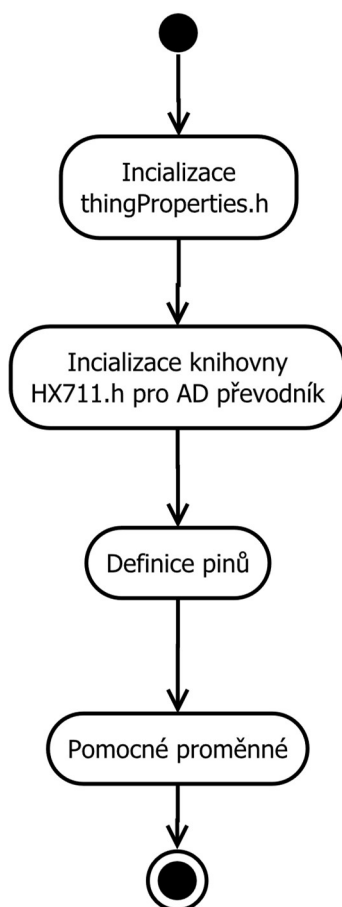 Incializace
thingProperties.h
Incializace knihovny
HX711.h pro AD převodník
Definice pinů
Pomocné proměnné